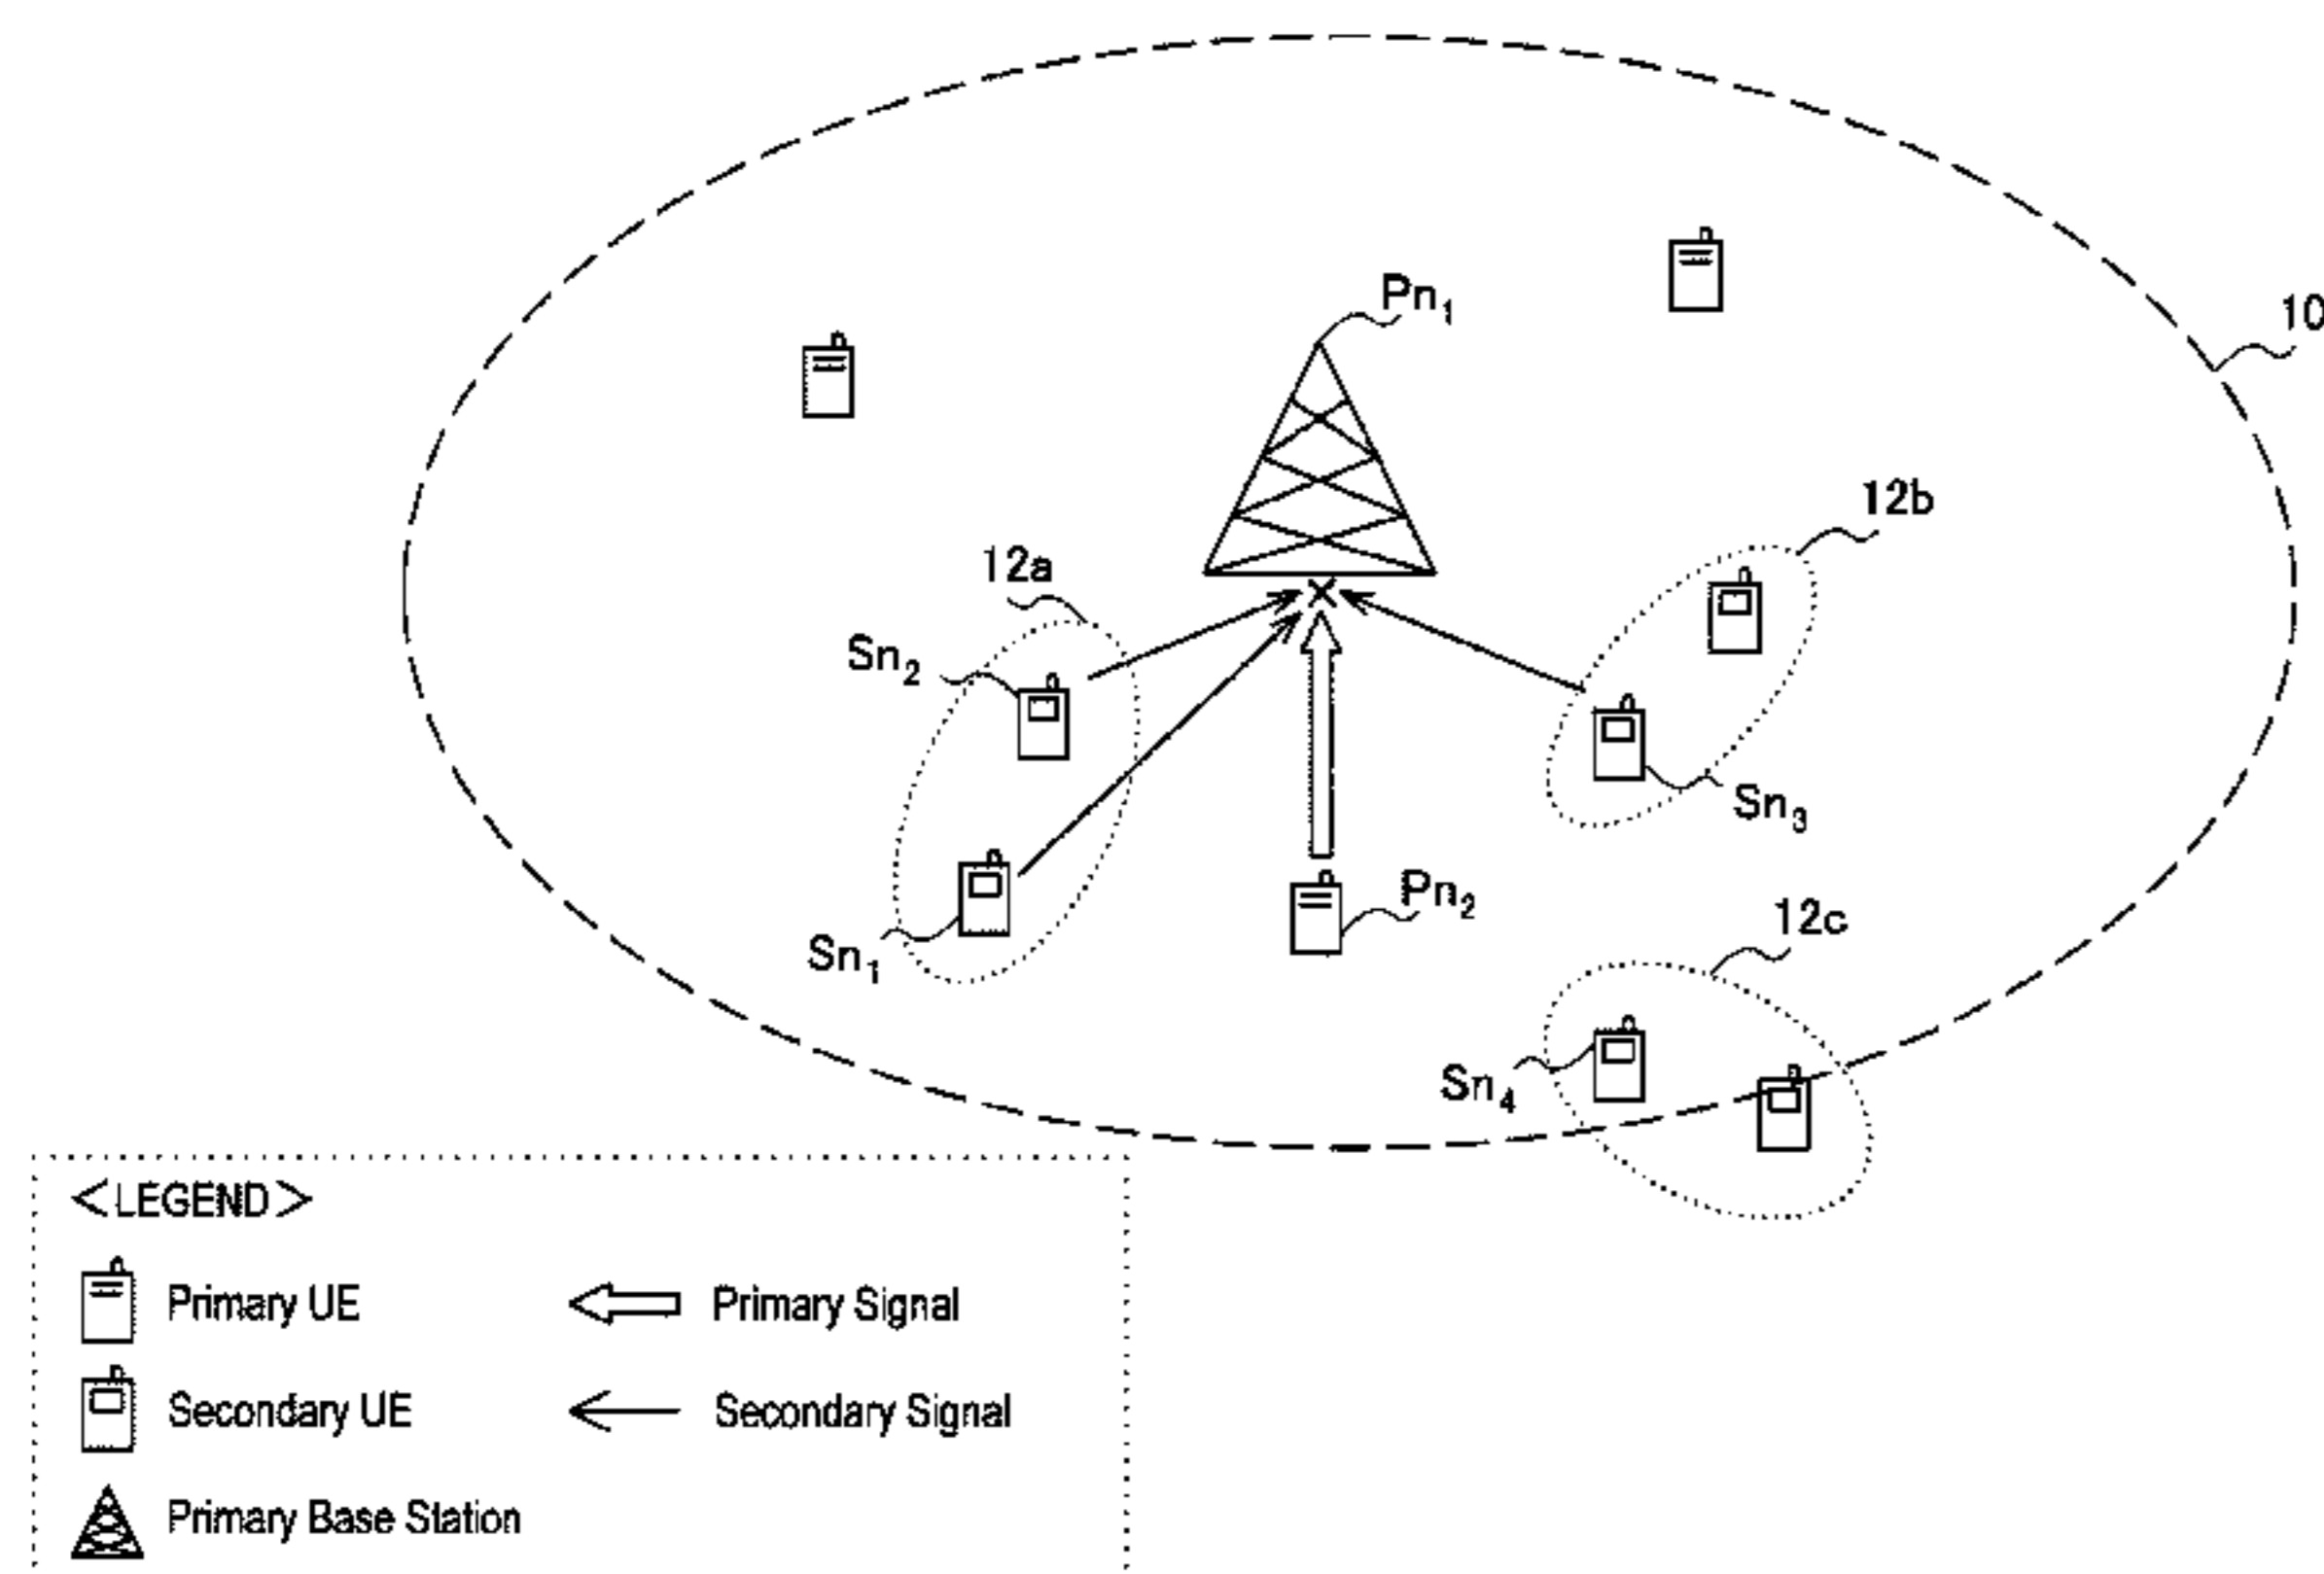 Pn1
10
12b
12a
Sn2
Sn3
Pn2
12c
Sn1
Sn4
<LEGEND>
Primary UE
Primary Signal
Secondary UE
Secondary Signal
Primary Base Station